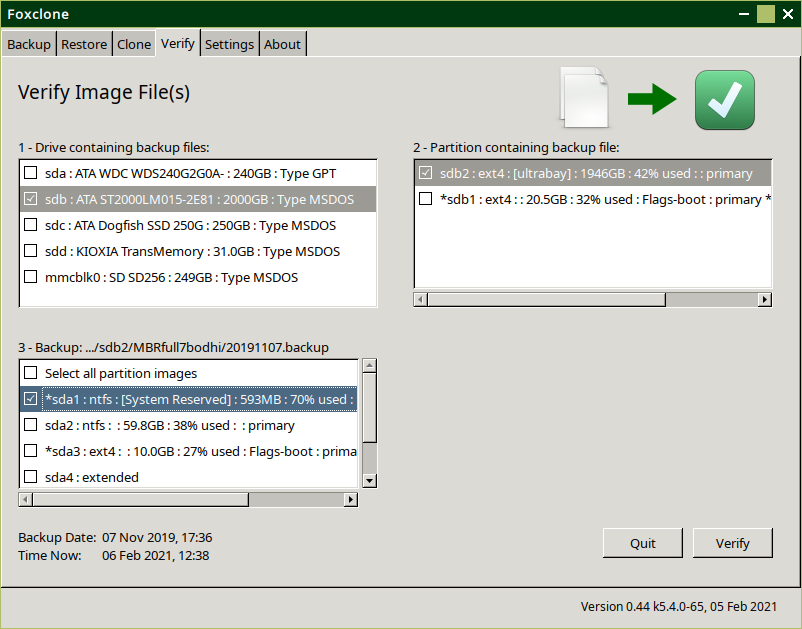 Foxclone
Backup Restore Clone Verify Settings About
Verify Image File(s)
1 - Drive containing backup files:
sda : ATA WDC WDS240G2G0A- : 240GB : Type GPT
sdb : ATA ST2000LM015-2E81 : 2000GB : Type MSDOS
sdc : ATA Dogfish SSD 250G : 250GB : Type MSDOS
sdd : KIOXIA TransMemory : 31.0GB : Type MSDOS
mmcblk0 : SD SD256 : 249GB : Type MSDOS
2 - Partition containing backup file:
sdb2 : ext4 : [ultrabay] : 1946GB : 42% used : : primary
*sdb1 : ext4 : : 20.5GB : 32% used : Flags-boot : primary *
3 - Backup: .../sdb2/MBRfull7bodhi/20191107.backup
Select all partition images
*sda1 : ntfs : [System Reserved] : 593MB : 70% used :
sda2 : ntfs : : 59.8GB : 38% used : : primary
*sda3 : ext4 : : 10.0GB : 27% used : Flags-boot : prima
sda4 : extended
Backup Date: 07 Nov 2019, 17:36
Time Now: 06 Feb 2021, 12:38
Quit Verify
Version 0.44 k5.4.0-65, 05 Feb 2021